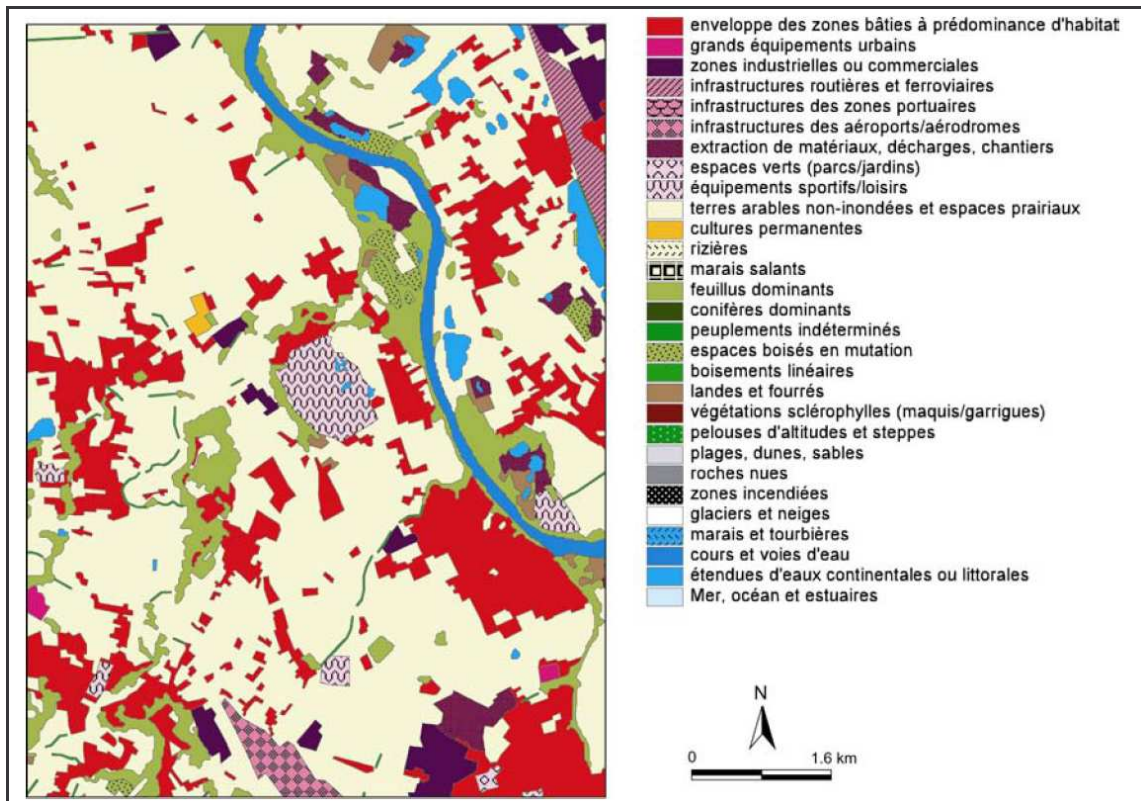 enveloppe des zones bâties à prédominance d'habitat
grands équipements urbains
zones industrielles ou commerciales
infrastructures routières et ferroviaires
infrastructures des zones portuaires
infrastructures des aéroports/aérodromes
extraction de matériaux, décharges, chantiers
espaces verts (parcs/jardins)
équipements sportifs/loisirs
terres arables non-inondées et espaces prairiaux
cultures permanentes
rizières
marais salants
feuillus dominants
conifères dominants
peuplements indéterminés
espaces boisés en mutation
boisements linéaires
landes et fourrés
végétations sclérophylles (maquis/garrigues)
pelouses d'altitudes et steppes
plages, dunes, sables
roches nues
zones incendiées
glaciers et neiges
marais et tourbières
cours et voies d'eau
étendues d'eaux continentales ou littorales
Mer, océan et estuaires
N
0 1.6 km